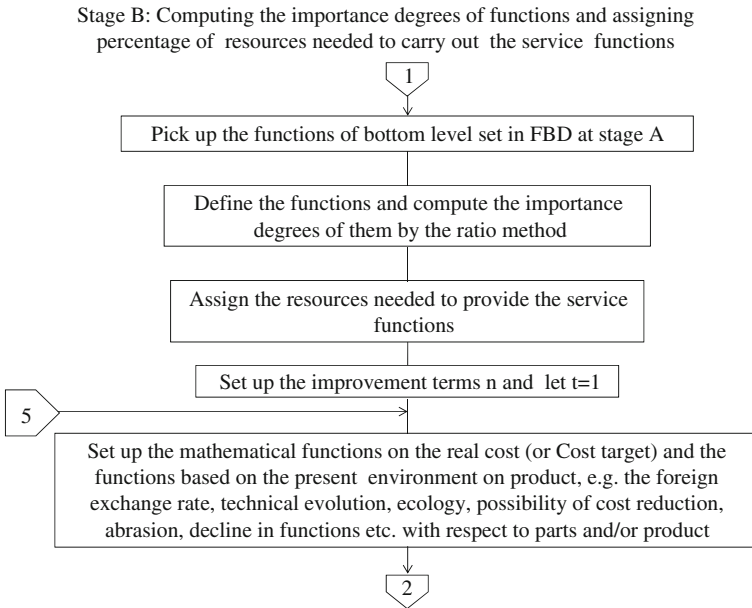 Stage B: Computing the importance degrees of functions and assigning
percentage of resources needed to carry out the service functions
1
Pick up the functions of bottom level set in FBD at stage A
Define the functions and compute the importance
degrees of them by the ratio method
Assign the resources needed to provide the service
functions
Set up the improvement terms n and let t=1
5
Set up the mathematical functions on the real cost (or Cost target) and the
functions based on the present environment on product, e.g. the foreign
exchange rate, technical evolution, ecology, possibility of cost reduction,
abrasion, decline in functions etc. with respect to parts and/or product
2